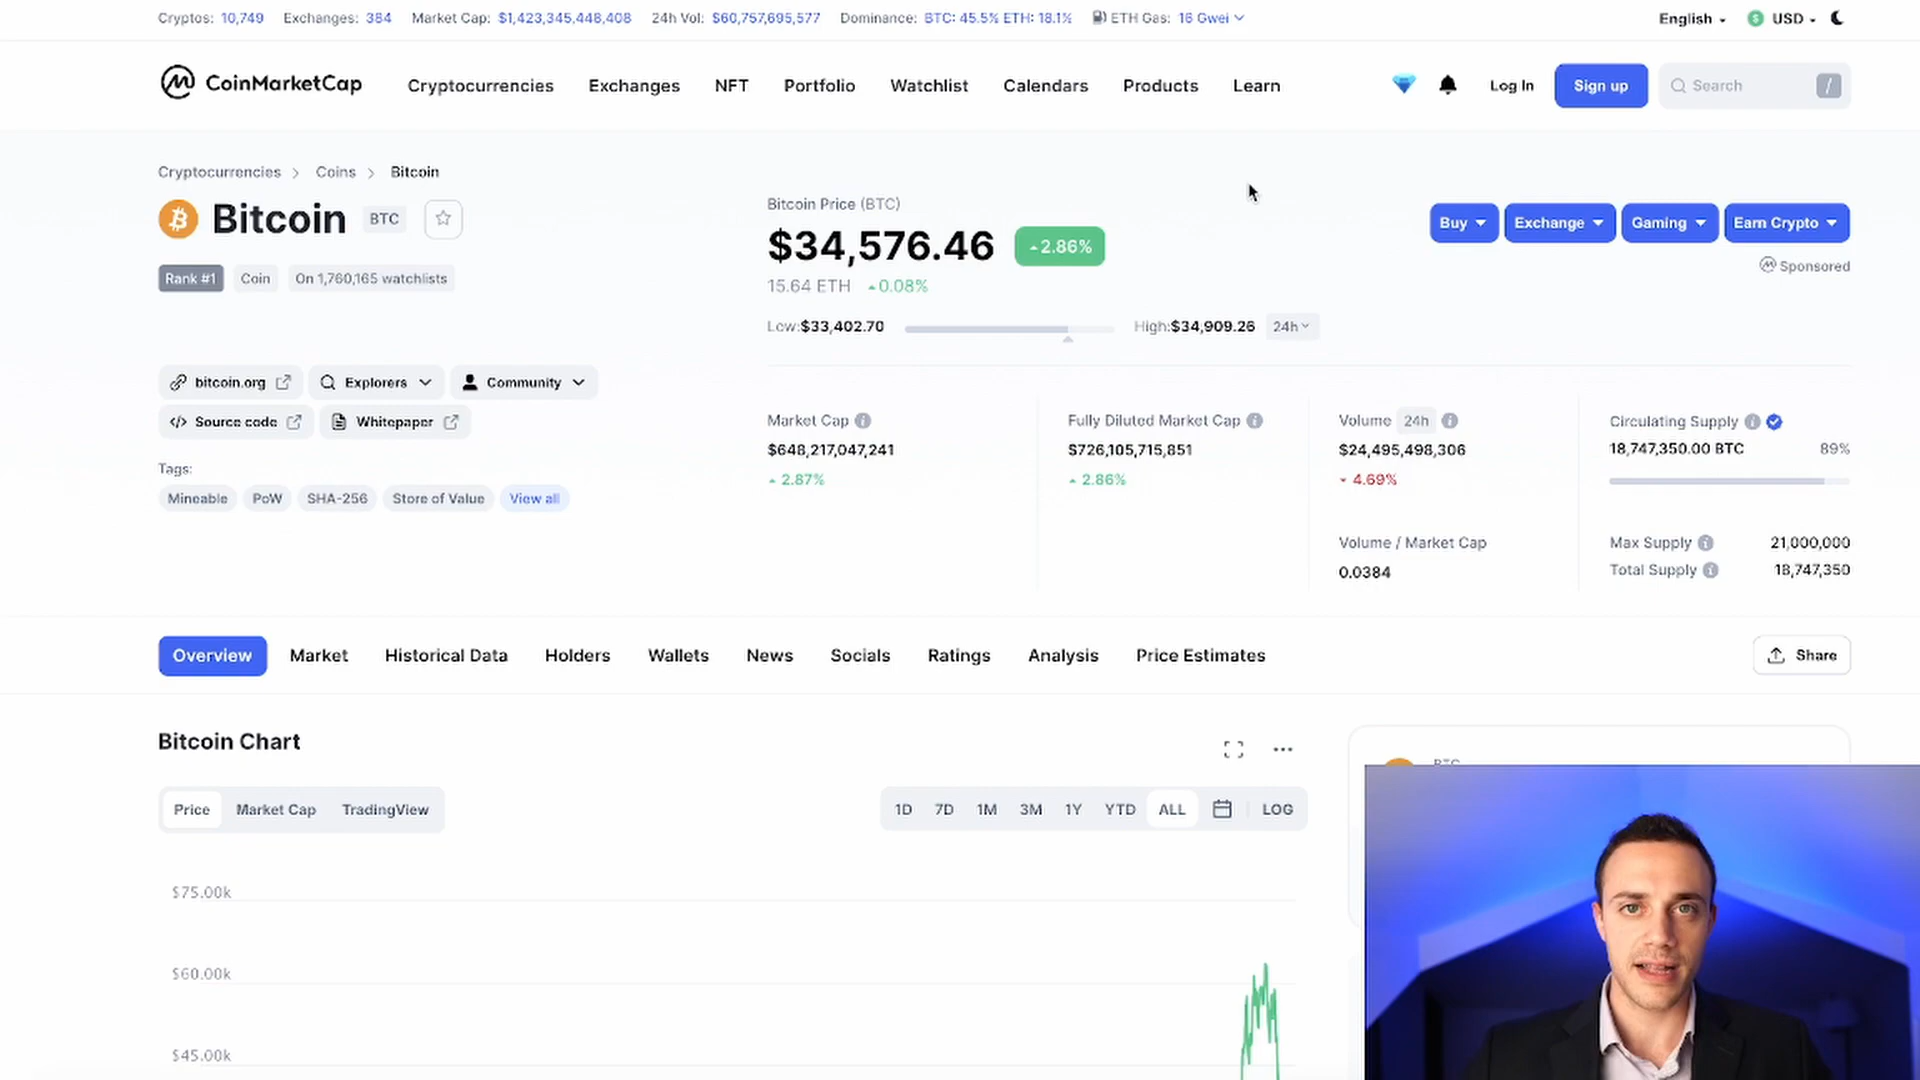 Cryptos: 10,749 Exchanges: 384 Market Cap: $1,423,345,448,408 24h Vol: $60,757,695,577 Dominance: BTC: 45.5% ETH: 18.1% ETH Gas: 16 Gwei English USD
CoinMarketCap Cryptocurrencies Exchanges NFT Portfolio Watchlist Calendars Products Learn Log In Sign up Search /
Cryptocurrencies > Coins > Bitcoin
Bitcoin BTC
Rank #1 Coin On 1,760,165 watchlists
bitcoin.org Explorers Community
Source code Whitepaper
Tags:
Mineable PoW SHA-256 Store of Value View all
Bitcoin Price (BTC)
$34,576.46 2.86%
15.64 ETH 0.08%
Low:$33,402.70 High:$34,909.26 24h
Buy Exchange Gaming Earn Crypto
Sponsored
Market Cap
$648,217,047,241
2.87%
Fully Diluted Market Cap
$726,105,715,851
2.86%
Volume 24h
$24,495,498,306
4.69%
Volume / Market Cap
0.0384
Circulating Supply
18,747,350.00 BTC 89%
Max Supply 21,000,000
Total Supply 18,747,350
Overview Market Historical Data Holders Wallets News Socials Ratings Analysis Price Estimates Share
Bitcoin Chart
Price Market Cap TradingView 1D 7D 1M 3M 1Y YTD ALL LOG
$75.00k
$60.00k
$45.00k